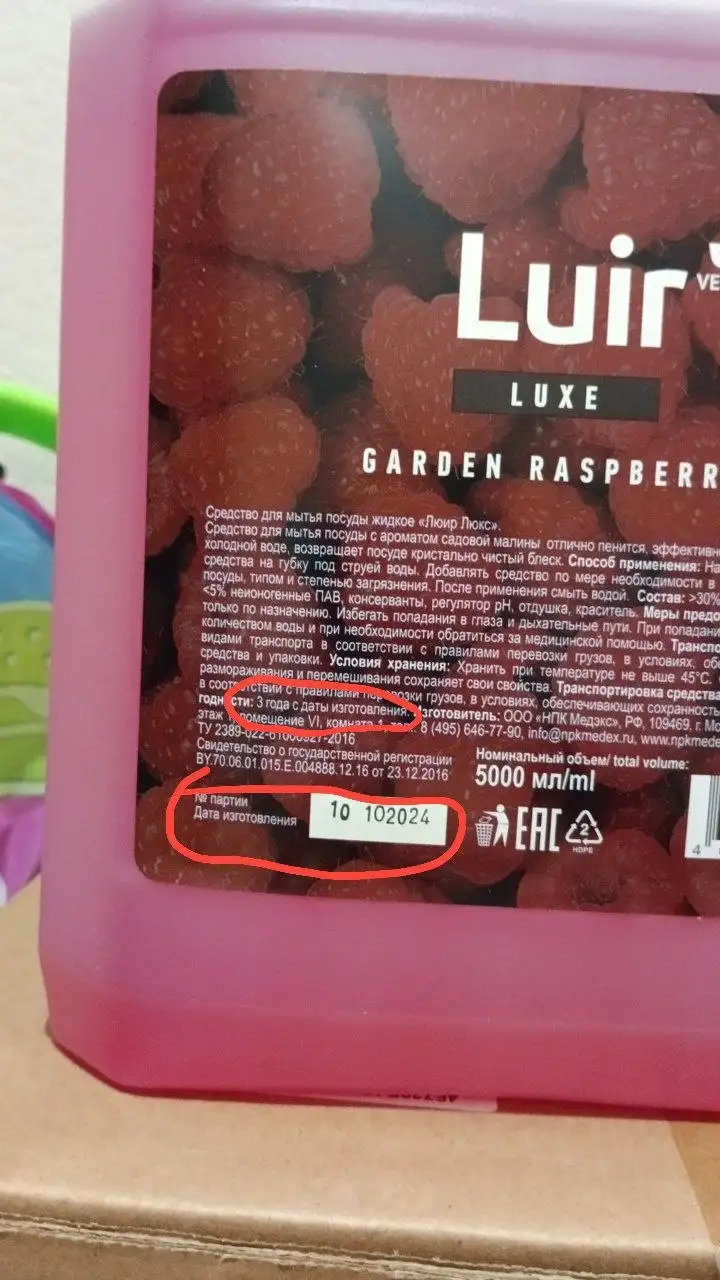 Luir
VE
LUXE
GARDEN RASPBERR
Средство для мытья посуды жидкое «Люир Люкс».
Средство для мытья посуды с ароматом садовой малины отлично пенится, эффективн
холодной воде, возвращает посуде кристально чистый блеск. Способ применения: На
средства на губку под струей воды. Добавлять средство по мере необходимости в
посуды, типом и степенью загрязнения. После применения смыть водой. Состав: >30%
<5% неионогенные ПАВ, консерванты, регулятор pH, отдушка, краситель. Меры предо
только по назначению. Избегать попадания в глаза и дыхательные пути. При попадани
количеством воды и при необходимости обратиться за медицинской помощью. Транспо
видами транспорта в соответствии с правилами перевозки грузов, в условиях, обе
средства и упаковки. Условия хранения: Хранить при температуре не выше 45°С.
размораживания и перемешивания сохраняет свои свойства. Транспортировка средства
в соответствии с правилами перевозки грузов, в условиях, обеспечивающих сохранность
годности: 3 года с даты изготовления. Изготовитель: ООО «НПК Медэкс», РФ, 109469, г. Мо
этаж помещение VI, комната 1, 8 (495) 646-77-90, info@npkmedex.ru, www.npkmede
2016
Свидетельство о государственной регистрации
BY.70.06.01.015.E.004888.12.16 от 23.12.2016
Номинальный объем/ total volume:
5000 мл/ml
№ партии
Дата изготовления
10 102024
EAC
2
HDPE
4